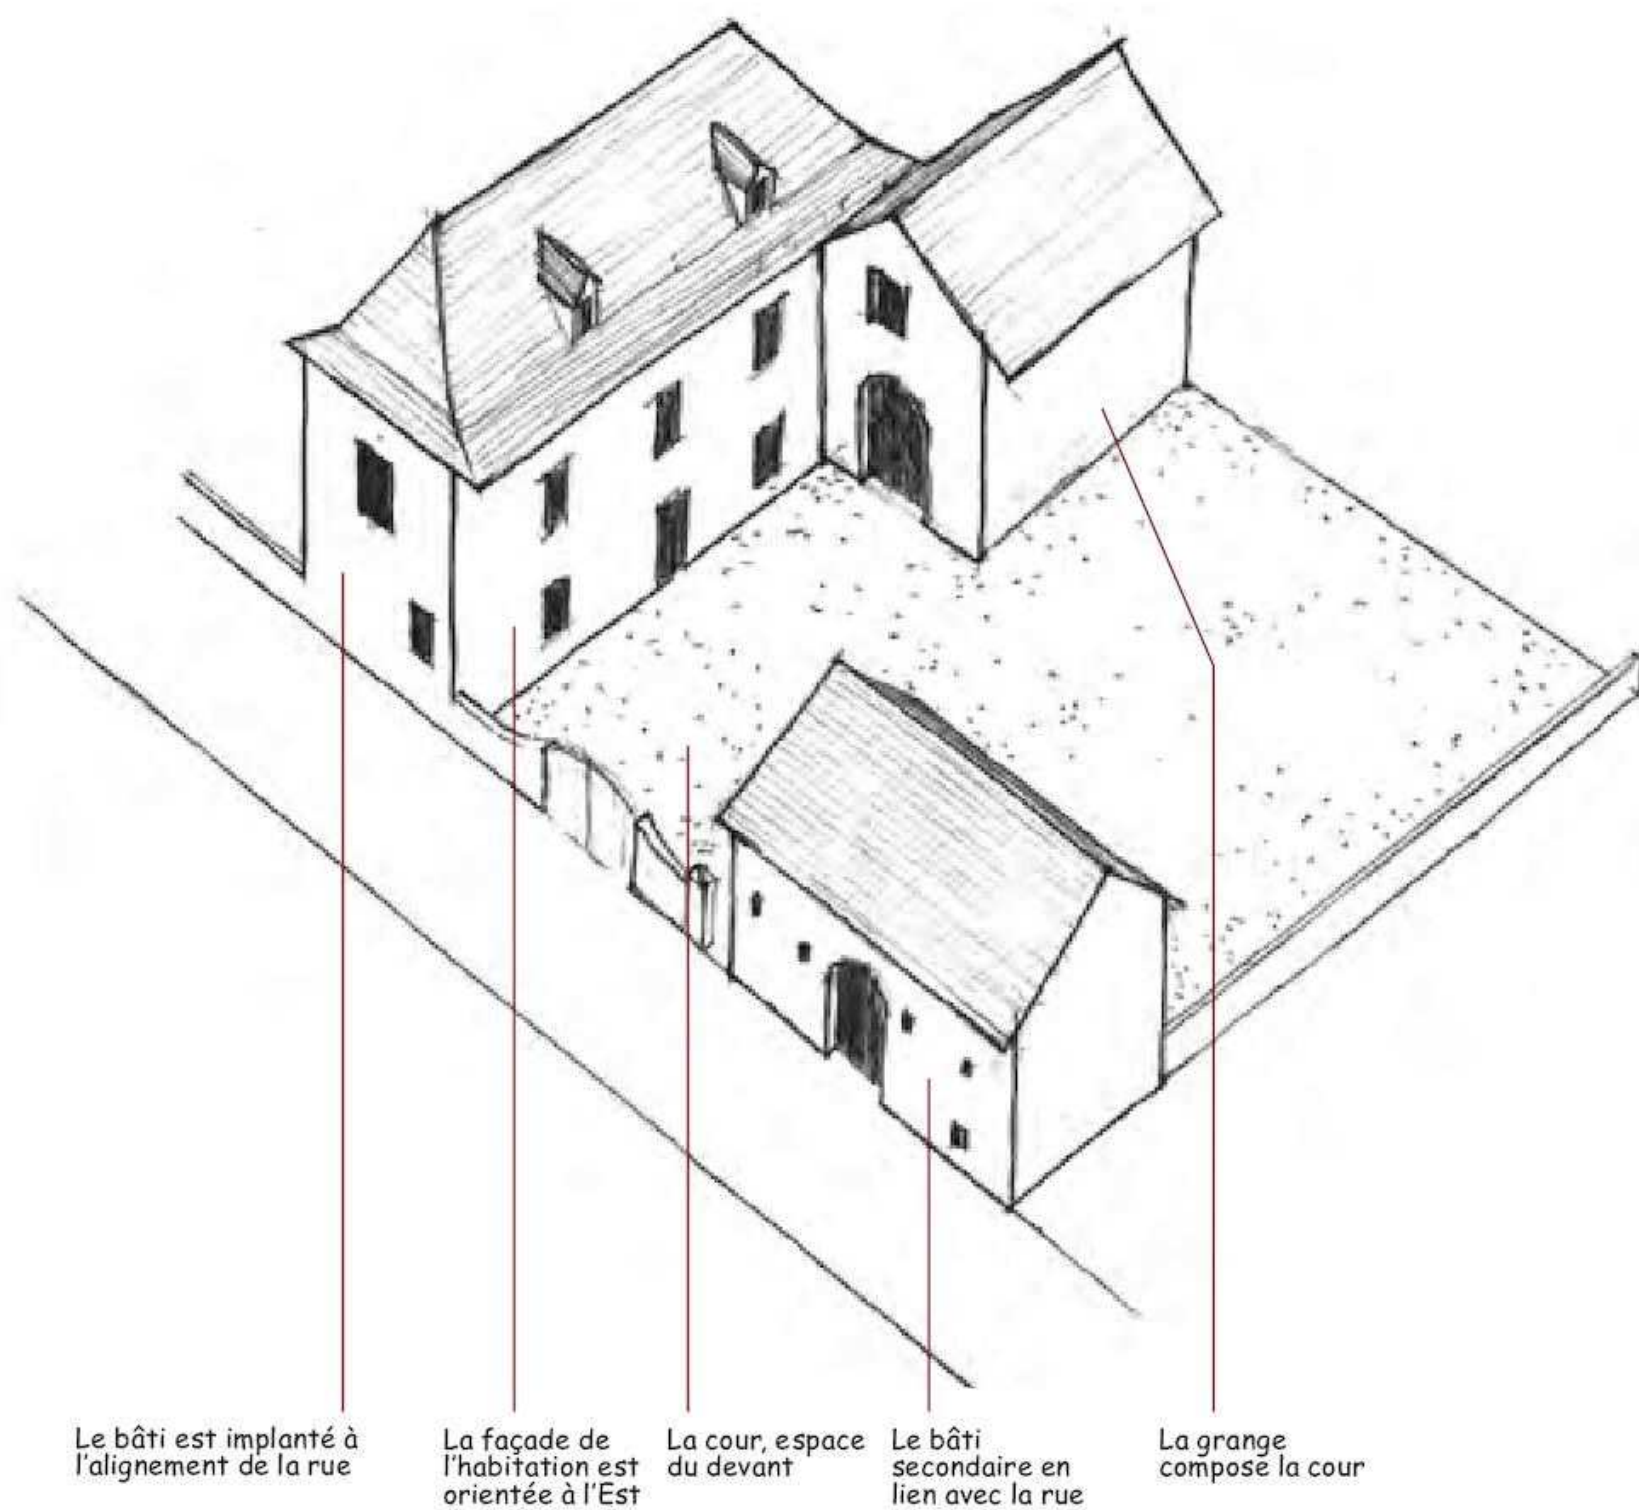 Le bâti est implanté à
l'alignement de la rue
La façade de
l'habitation est
orientée à l'Est
La cour, espace
du devant
Le bâti
secondaire en
lien avec la rue
La grange
compose la cour